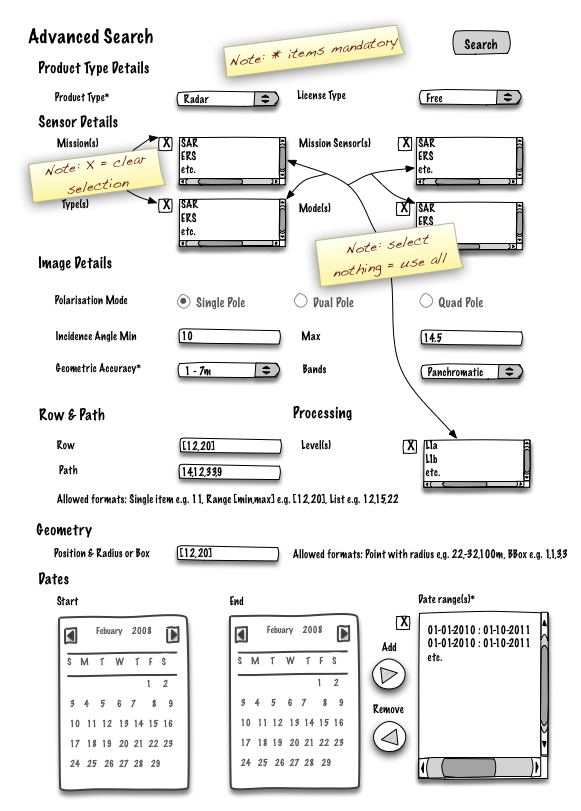 Advanced Search
Note: * items mandatory
Search
Product Type Details
Product Type*
Radar
License Type
Free
Sensor Details
Mission(s)
X
SAR
ERS
etc.
Mission Sensor(s)
X
SAR
ERS
etc.
Note: X = clear
selection
Type(s)
X
SAR
ERS
etc.
Mode(s)
X
SAR
ERS
Note: select
nothing = use all
Image Details
Polarisation Mode
Single Pole
Dual Pole
Quad Pole
Incidence Angle Min
10
Max
14.5
Geometric Accuracy*
1 - 7m
Bands
Panchromatic
Row & Path
Processing
Row
[12,20]
Level(s)
X
L1a
L1b
etc.
Path
14,12,33,9
Allowed formats: Single item e.g. 11, Range [min,max] e.g. [12,20], List e.g. 12,15,22
Geometry
Position & Radius or Box
[12,20]
Allowed formats: Point with radius e.g. 22,-32,100m, BBox e.g. 1,1,33
Dates
Start
End
Date range(s)*
Febuary 2008
S M T W T F S
1 2
3 4 5 6 7 8 9
10 11 12 13 14 15 16
17 18 19 20 21 22 23
24 25 26 27 28 29
Febuary 2008
S M T W T F S
1 2
3 4 5 6 7 8 9
10 11 12 13 14 15 16
17 18 19 20 21 22 23
24 25 26 27 28 29
X
Add
Remove
01-01-2010 : 01-10-2011
01-01-2010 : 01-10-2011
etc.